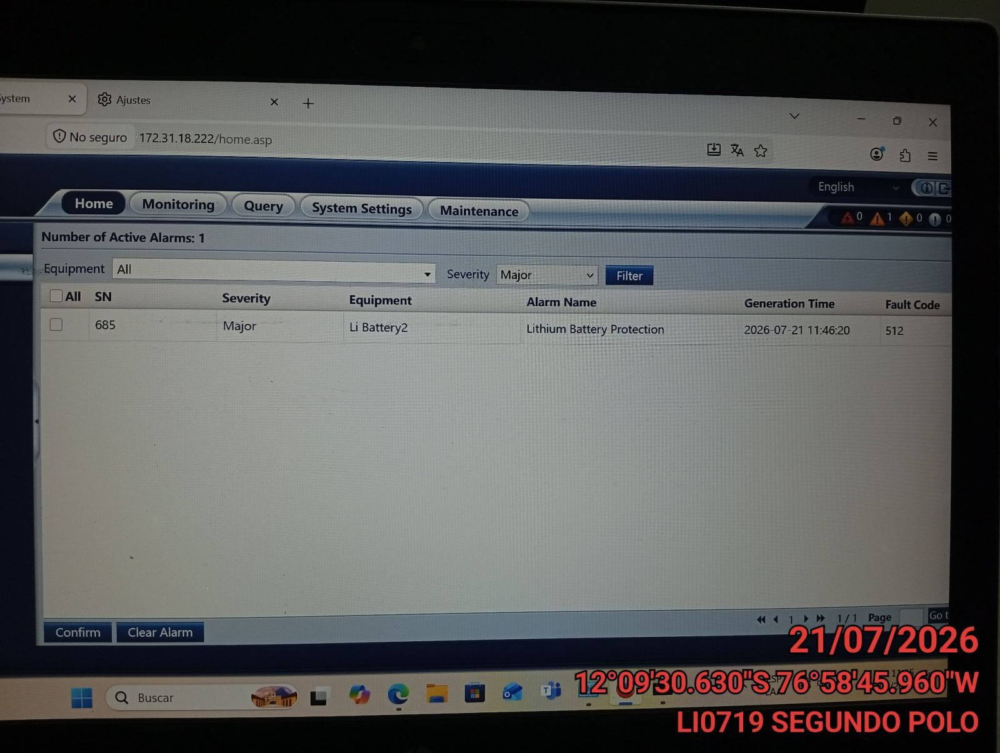 System
Ajustes
No seguro 172.31.18.222/home.asp
English
Home Monitoring Query System Settings Maintenance
0 1 0 0
Number of Active Alarms: 1
Equipment All Severity Major Filter
All SN Severity Equipment Alarm Name Generation Time Fault Code
685 Major Li Battery2 Lithium Battery Protection 2026-07-21 11:46:20 512
1 1 / 1 Page Go t
Confirm Clear Alarm
21/07/2026
Buscar
12°09'30.630"S 76°58'45.960"W
LI0719 SEGUNDO POLO